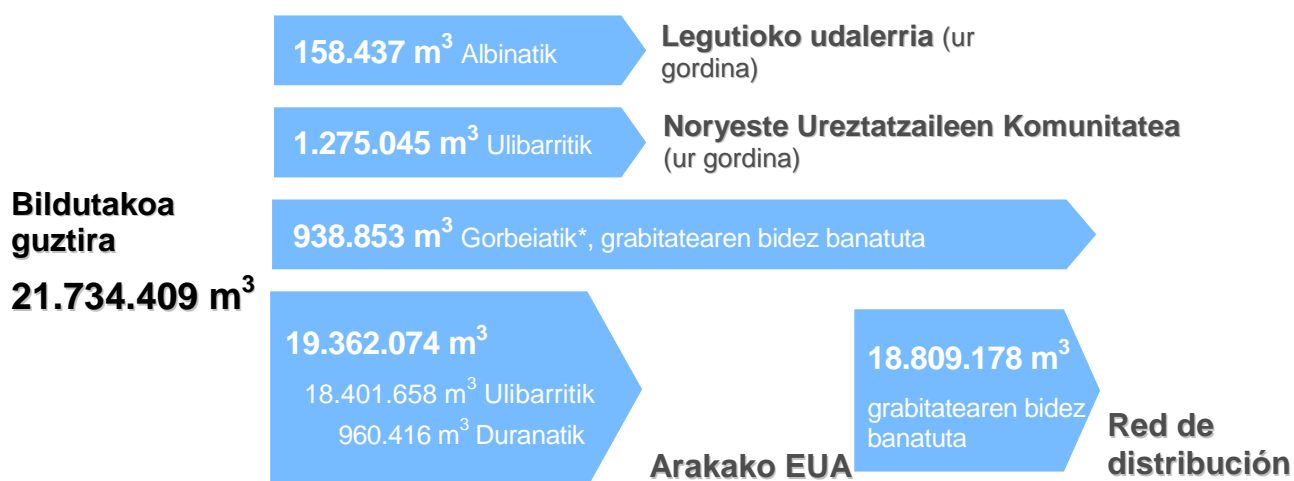 158.437 m³ Albinatik
Legutioko udalerria (ur
gordina)
1.275.045 m³ Ulibarritik
Noryeste Ureztatzaileen Komunitatea
(ur gordina)
Bildutakoa
guztira
21.734.409 m³
938.853 m³ Gorbeiatik*, grabitatearen bidez banatuta
19.362.074 m³
18.401.658 m³ Ulibarritik
960.416 m³ Duranatik
Arakako EUA
18.809.178 m³
grabitatearen bidez
banatuta
Red de
distribución